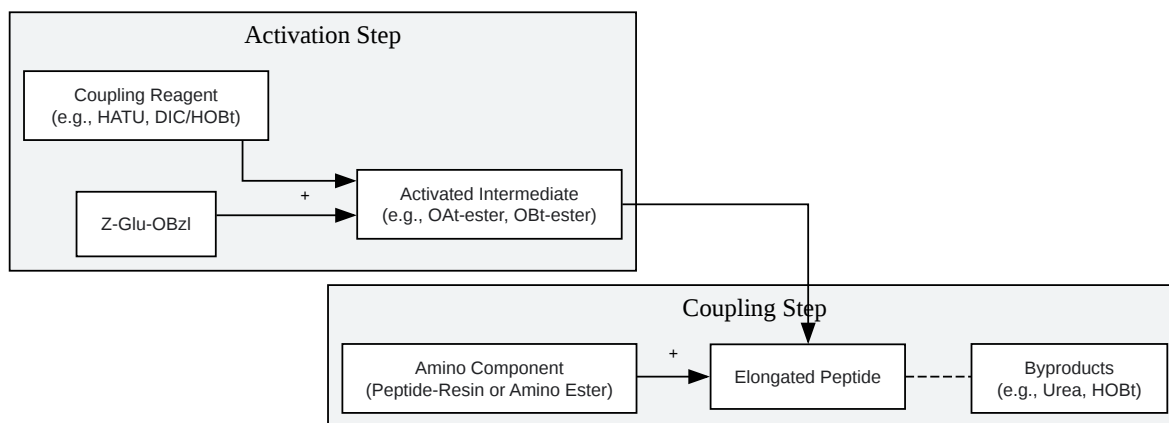 Activation Step
Coupling Reagent
(e.g., HATU, DIC/HOBt)
+
Z-Glu-OBzl
Activated Intermediate
(e.g., OAt-ester, OBt-ester)
Coupling Step
Amino Component
(Peptide-Resin or Amino Ester)
+
Elongated Peptide
Byproducts
(e.g., Urea, HOBt)